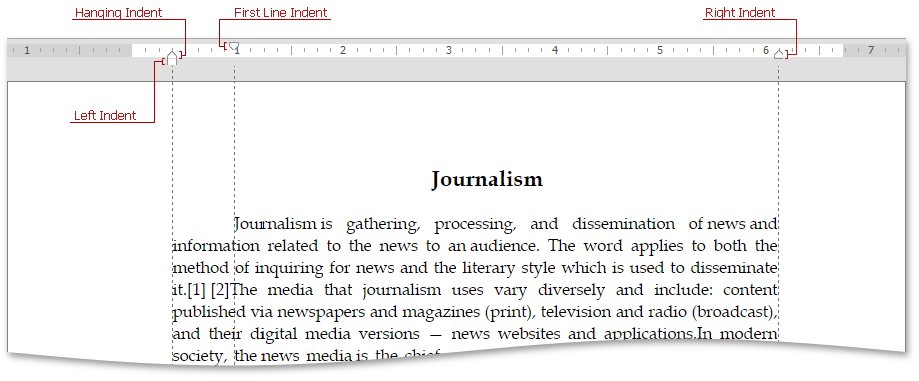 Hanging Indent First Line Indent Right Indent
1 1 2 3 4 5 6 7
Left Indent
Journalism
Journalism is gathering, processing, and dissemination of news and
information related to the news to an audience. The word applies to both the
method of inquiring for news and the literary style which is used to disseminate
it.[1] [2]The media that journalism uses vary diversely and include: content
published via newspapers and magazines (print), television and radio (broadcast),
and their digital media versions — news websites and applications.In modern
society, the news media is the chief